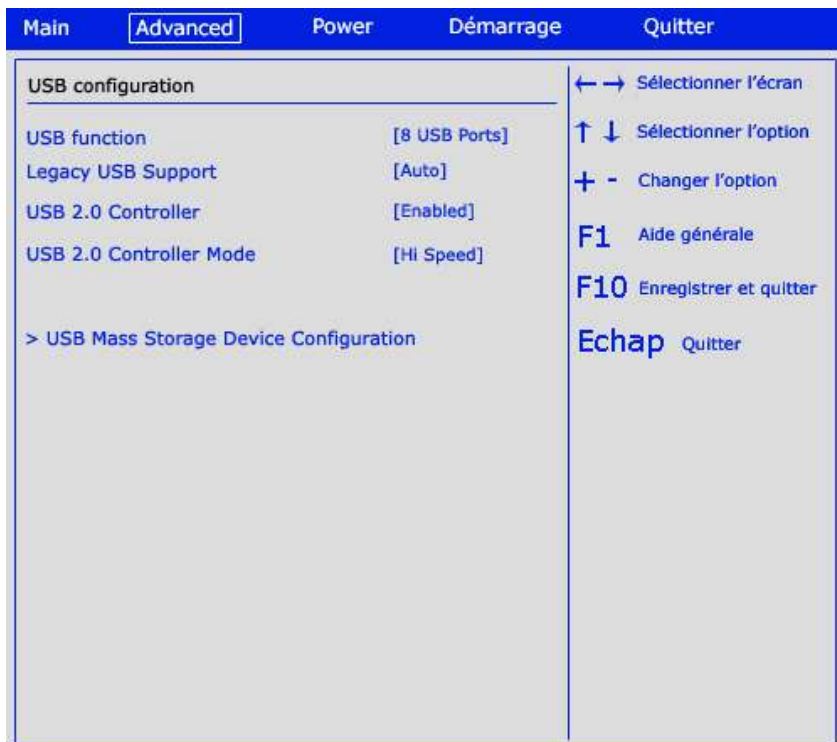 Main Advanced Power Démarrage Quitter
USB configuration
USB function [8 USB Ports]
Legacy USB Support [Auto]
USB 2.0 Controller [Enabled]
USB 2.0 Controller Mode [Hi Speed]
> USB Mass Storage Device Configuration
←→ Sélectionner l'écran
↑ ↓ Sélectionner l'option
+ - Changer l'option
F1 Aide générale
F10 Enregistrer et quitter
Echap Quitter